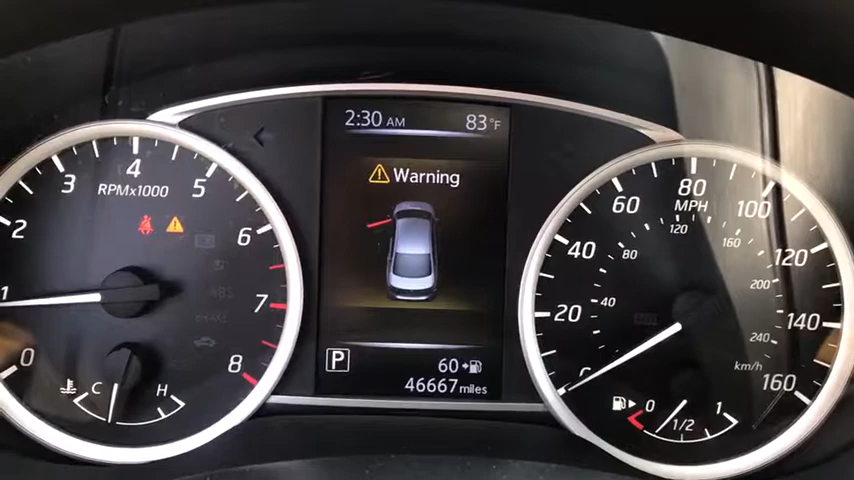 2:30 AM 83°F
Warning
P
60
46667 miles
RPMx1000
1
2
3
4
5
6
7
8
0
ABS
BRAKE
C H
MPH
20
40
60
80
100
120
140
160
40
80
120
160
200
240
km/h
0 1/2 1